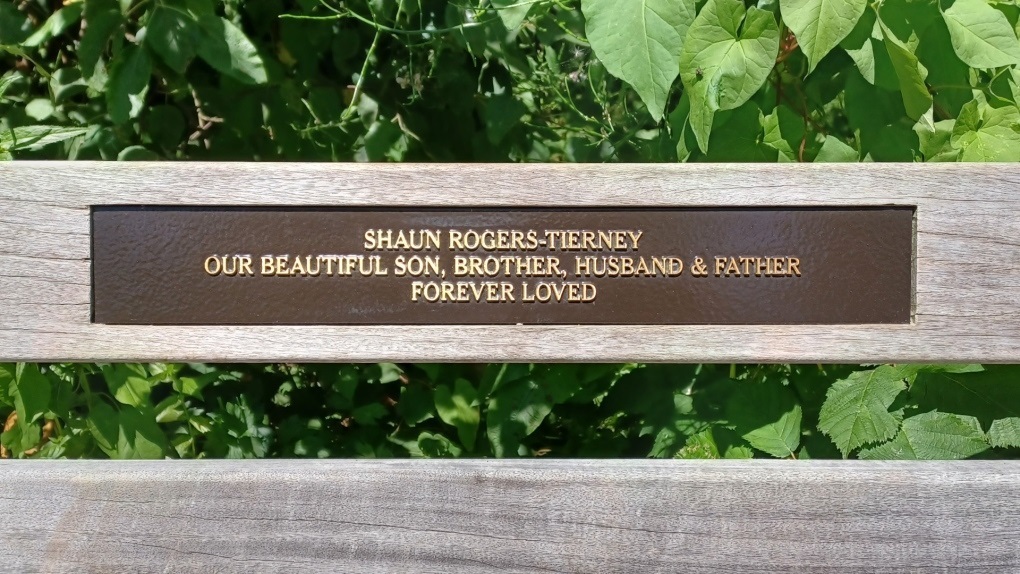 SHAUN ROGERS-TIERNEY
OUR BEAUTIFUL SON, BROTHER, HUSBAND & FATHER
FOREVER LOVED